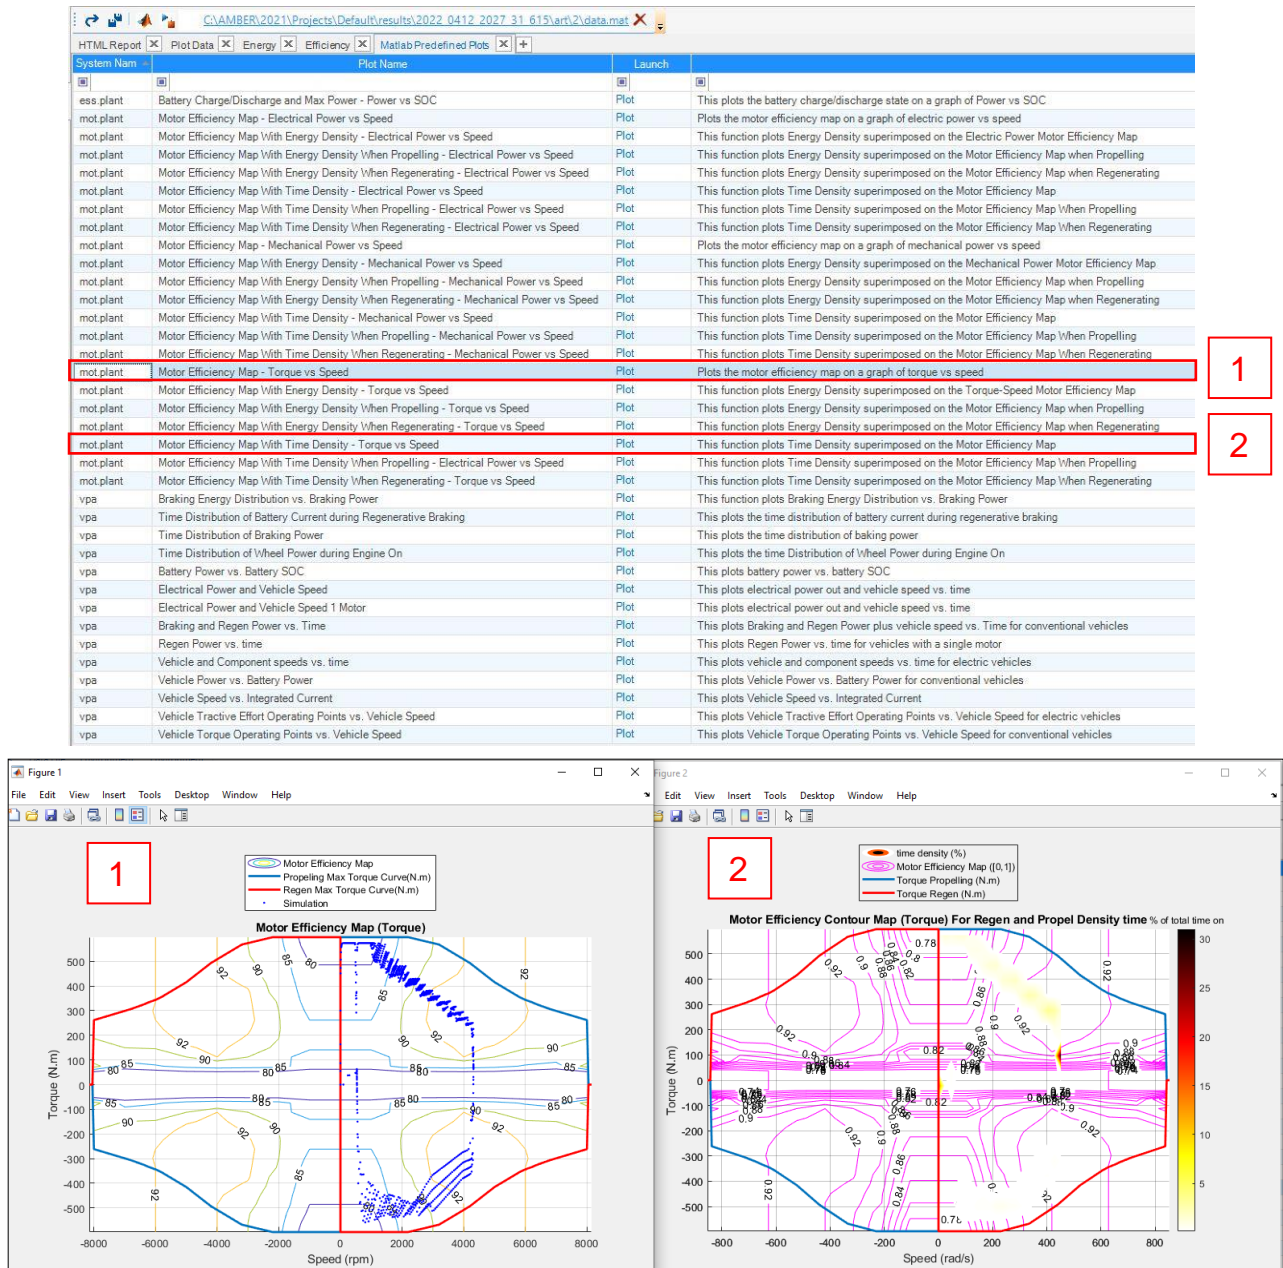 C:\AMBER\2021\Projects\Default\results\2022_0412_2027_31_615\art\2\data.mat
HTML Report Plot Data Energy Efficiency Matlab Predefined Plots
System Nam Plot Name Launch
ess.plant Battery Charge/Discharge and Max Power - Power vs SOC Plot This plots the battery charge/discharge state on a graph of Power vs SOC
mot.plant Motor Efficiency Map - Electrical Power vs Speed Plot Plots the motor efficiency map on a graph of electric power vs speed
mot.plant Motor Efficiency Map With Energy Density - Electrical Power vs Speed Plot This function plots Energy Density superimposed on the Electric Power Motor Efficiency Map
mot.plant Motor Efficiency Map With Energy Density When Propelling - Electrical Power vs Speed Plot This function plots Energy Density superimposed on the Motor Efficiency Map when Propelling
mot.plant Motor Efficiency Map With Energy Density When Regenerating - Electrical Power vs Speed Plot This function plots Energy Density superimposed on the Motor Efficiency Map when Regenerating
mot.plant Motor Efficiency Map With Time Density - Electrical Power vs Speed Plot This function plots Time Density superimposed on the Motor Efficiency Map
mot.plant Motor Efficiency Map With Time Density When Propelling - Electrical Power vs Speed Plot This function plots Time Density superimposed on the Motor Efficiency Map When Propelling
mot.plant Motor Efficiency Map With Time Density When Regenerating - Electrical Power vs Speed Plot This function plots Time Density superimposed on the Motor Efficiency Map When Regenerating
mot.plant Motor Efficiency Map - Mechanical Power vs Speed Plot Plots the motor efficiency map on a graph of mechanical power vs speed
mot.plant Motor Efficiency Map With Energy Density - Mechanical Power vs Speed Plot This function plots Energy Density superimposed on the Mechanical Power Motor Efficiency Map
mot.plant Motor Efficiency Map With Energy Density When Propelling - Mechanical Power vs Speed Plot This function plots Energy Density superimposed on the Motor Efficiency Map when Propelling
mot.plant Motor Efficiency Map With Energy Density When Regenerating - Mechanical Power vs Speed Plot This function plots Energy Density superimposed on the Motor Efficiency Map when Regenerating
mot.plant Motor Efficiency Map With Time Density - Mechanical Power vs Speed Plot This function plots Time Density superimposed on the Motor Efficiency Map
mot.plant Motor Efficiency Map With Time Density When Propelling - Mechanical Power vs Speed Plot This function plots Time Density superimposed on the Motor Efficiency Map When Propelling
mot.plant Motor Efficiency Map With Time Density When Regenerating - Mechanical Power vs Speed Plot This function plots Time Density superimposed on the Motor Efficiency Map When Regenerating
mot.plant Motor Efficiency Map - Torque vs Speed Plot Plots the motor efficiency map on a graph of torque vs speed 1
mot.plant Motor Efficiency Map With Energy Density - Torque vs Speed Plot This function plots Energy Density superimposed on the Torque-Speed Motor Efficiency Map
mot.plant Motor Efficiency Map With Energy Density When Propelling - Torque vs Speed Plot This function plots Energy Density superimposed on the Motor Efficiency Map when Propelling
mot.plant Motor Efficiency Map With Energy Density When Regenerating - Torque vs Speed Plot This function plots Energy Density superimposed on the Motor Efficiency Map when Regenerating
mot.plant Motor Efficiency Map With Time Density - Torque vs Speed Plot This function plots Time Density superimposed on the Motor Efficiency Map 2
mot.plant Motor Efficiency Map With Time Density When Propelling - Electrical Power vs Speed Plot This function plots Time Density superimposed on the Motor Efficiency Map When Propelling
mot.plant Motor Efficiency Map With Time Density When Regenerating - Torque vs Speed Plot This function plots Time Density superimposed on the Motor Efficiency Map When Regenerating
vpa Braking Energy Distribution vs. Braking Power Plot This function plots Braking Energy Distribution vs. Braking Power
vpa Time Distribution of Battery Current during Regenerative Braking Plot This plots the time distribution of battery current during regenerative braking
vpa Time Distribution of Braking Power Plot This plots the time distribution of baking power
vpa Time Distribution of Wheel Power during Engine On Plot This plots the time Distribution of Wheel Power during Engine On
vpa Battery Power vs. Battery SOC Plot This plots battery power vs. battery SOC
vpa Electrical Power and Vehicle Speed Plot This plots electrical power out and vehicle speed vs. time
vpa Electrical Power and Vehicle Speed 1 Motor Plot This plots electrical power out and vehicle speed vs. time
vpa Braking and Regen Power vs. Time Plot This plots Braking and Regen Power plus vehicle speed vs. Time for conventional vehicles
vpa Regen Power vs. time Plot This plots Regen Power vs. time for vehicles with a single motor
vpa Vehicle and Component speeds vs. time Plot This plots vehicle and component speeds vs. time for electric vehicles
vpa Vehicle Power vs. Battery Power Plot This plots Vehicle Power vs. Battery Power for conventional vehicles
vpa Vehicle Speed vs. Integrated Current Plot This plots Vehicle Speed vs. Integrated Current
vpa Vehicle Tractive Effort Operating Points vs. Vehicle Speed Plot This plots Vehicle Tractive Effort Operating Points vs. Vehicle Speed for electric vehicles
vpa Vehicle Torque Operating Points vs. Vehicle Speed Plot This plots Vehicle Torque Operating Points vs. Vehicle Speed for conventional vehicles
Figure 1
File Edit View Insert Tools Desktop Window Help
1
Motor Efficiency Map
Propeling Max Torque Curve(N.m)
Regen Max Torque Curve(N.m)
Simulation
Motor Efficiency Map (Torque)
Torque (N.m)
500
400
300
200
100
0
-100
-200
-300
-400
-500
-8000 -6000 -4000 -2000 0 2000 4000 6000 8000
Speed (rpm)
Figure 2
Edit View Insert Tools Desktop Window Help
2
time density (%)
Motor Efficiency Map ([0,1])
Torque Propelling (N.m)
Torque Regen (N.m)
Motor Efficiency Contour Map (Torque) For Regen and Propel Density time % of total time on
Torque (N.m)
500
400
300
200
100
0
-100
-200
-300
-400
-500
-800 -600 -400 -200 0 200 400 600 800
Speed (rad/s)
30
25
20
15
10
5